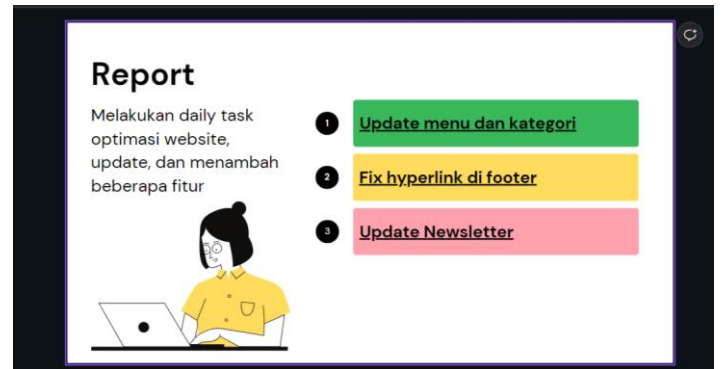 Report
Melakukan daily task
optimasi website,
update, dan menambah
beberapa fitur
1 Update menu dan kategori
2 Fix hyperlink di footer
3 Update Newsletter